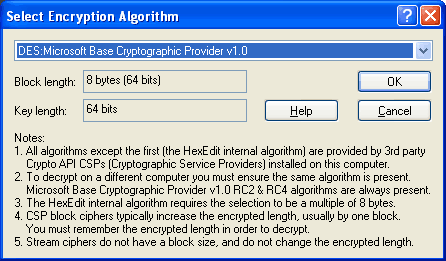 Select Encryption Algorithm
DES:Microsoft Base Cryptographic Provider v1.0
Block length: 8 bytes (64 bits) OK
Key length: 64 bits Help Cancel
Notes:
1. All algorithms except the first (the HexEdit internal algorithm) are provided by 3rd party
Crypto API CSPs (Cryptographic Service Providers) installed on this computer.
2. To decrypt on a different computer you must ensure the same algorithm is present.
Microsoft Base Cryptographic Provider v1.0 RC2 & RC4 algorithms are always present.
3. The HexEdit internal algorithm requires the selection to be a multiple of 8 bytes.
4. CSP block ciphers typically increase the encrypted length, usually by one block.
You must remember the encrypted length in order to decrypt.
5. Stream ciphers do not have a block size, and do not change the encrypted length.